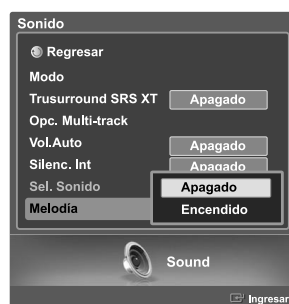 Sonido
Regresar
Modo
Trusurround SRS XT Apagado
Opc. Multi-track
Vol.Auto Apagado
Silenc. Int Apagado
Sel. Sonido
Apagado
Melodía
Encendido
Sound
Ingresar